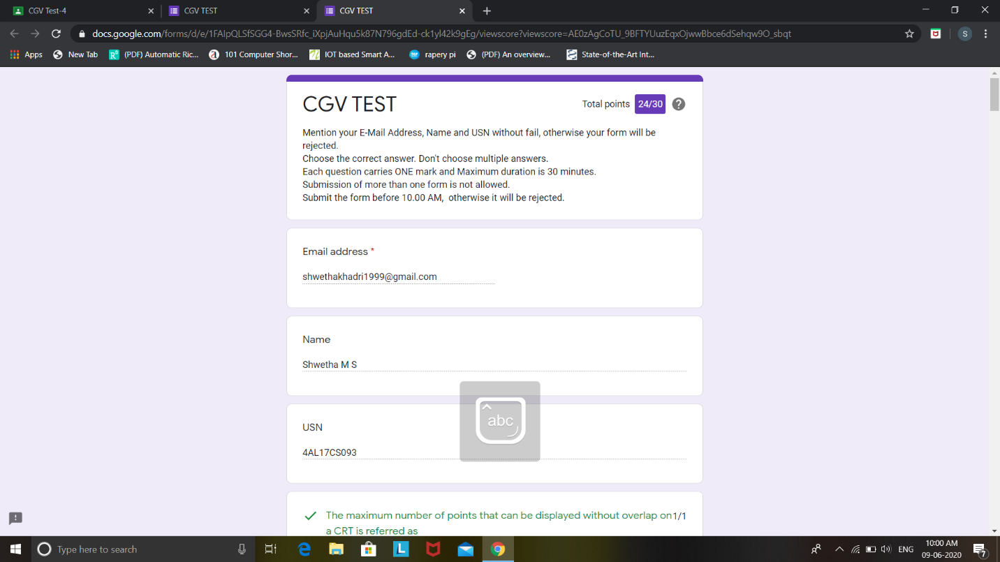 CGV Test-4
CGV TEST
CGV TEST
docs.google.com/forms/d/e/1FAIpQLSfSGG4-BwsSRfc_iXpjAuHqu5k87N796gdEd-ck1yl42k9gEg/viewscore?viewscore=AE0zAgCoTU_9BFTYUuzEqxOjwwBbce6dSehqw9O_sbqt
S
Apps
New Tab
(PDF) Automatic Ric...
101 Computer Shor...
IOT based Smart A...
rapery pi
(PDF) An overview...
State-of-the-Art Int...
CGV TEST
Total points 24/30
Mention your E-Mail Address, Name and USN without fail, otherwise your form will be
rejected.
Choose the correct answer. Don't choose multiple answers.
Each question carries ONE mark and Maximum duration is 30 minutes.
Submission of more than one form is not allowed.
Submit the form before 10.00 AM,  otherwise it will be rejected.
Email address *
shwethakhadri1999@gmail.com
Name
Shwetha M S
abc
USN
4AL17CS093
The maximum number of points that can be displayed without overlap on 1/1
a CRT is referred as
Type here to search
L
ENG
10:00 AM
09-06-2020
7